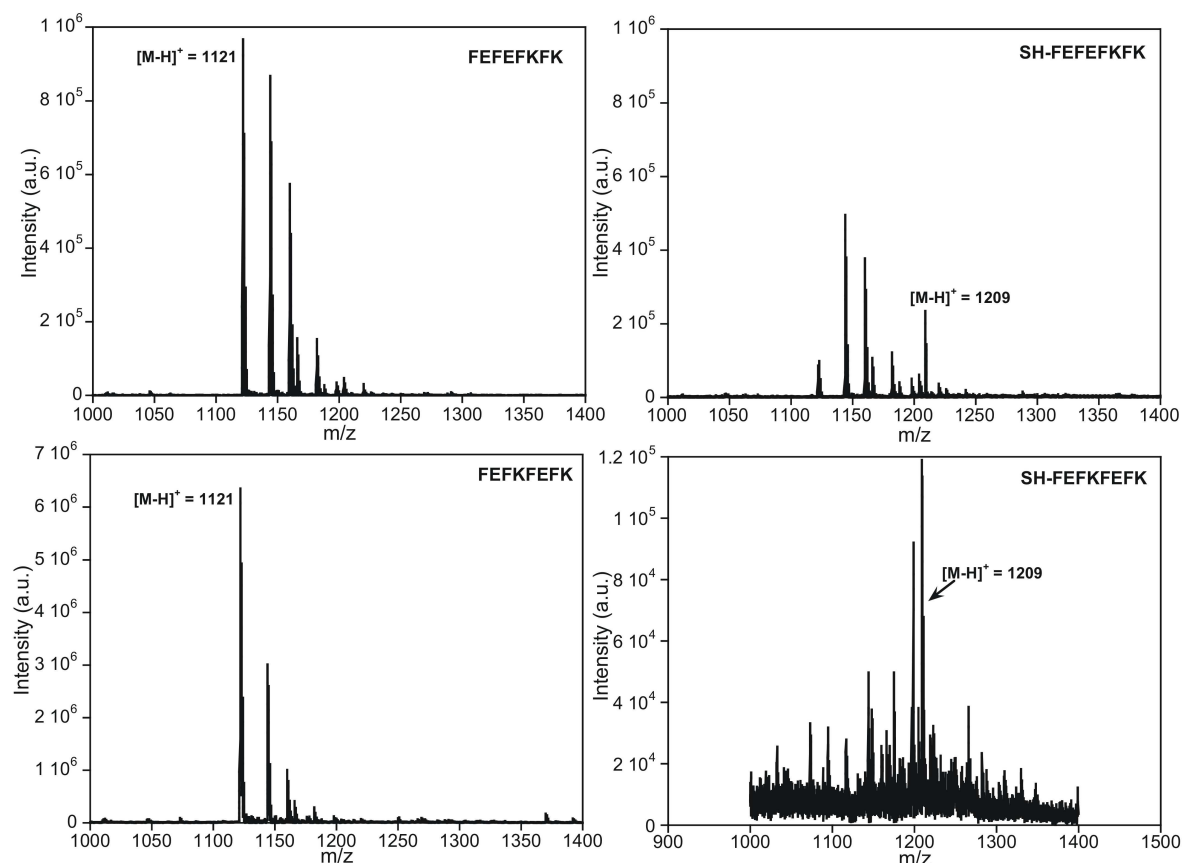 1 10⁶
8 10⁵
6 10⁵
4 10⁵
2 10⁵
0
Intensity (a.u.)
[M-H]⁺ = 1121
FEFEFKFK
1000 1050 1100 1150 1200 1250 1300 1350 1400
m/z
1 10⁶
8 10⁵
6 10⁵
4 10⁵
2 10⁵
0
Intensity (a.u.)
SH-FEFEFKFK
[M-H]⁺ = 1209
1000 1050 1100 1150 1200 1250 1300 1350 1400
m/z
7 10⁶
6 10⁶
5 10⁶
4 10⁶
3 10⁶
2 10⁶
1 10⁶
0
Intensity (a.u.)
FEFKFEFK
[M-H]⁺ = 1121
1000 1050 1100 1150 1200 1250 1300 1350 1400
m/z
1.2 10⁵
1 10⁵
8 10⁴
6 10⁴
4 10⁴
2 10⁴
0
Intensity (a.u.)
SH-FEFKFEFK
[M-H]⁺ = 1209
900 1000 1100 1200 1300 1400 1500
m/z